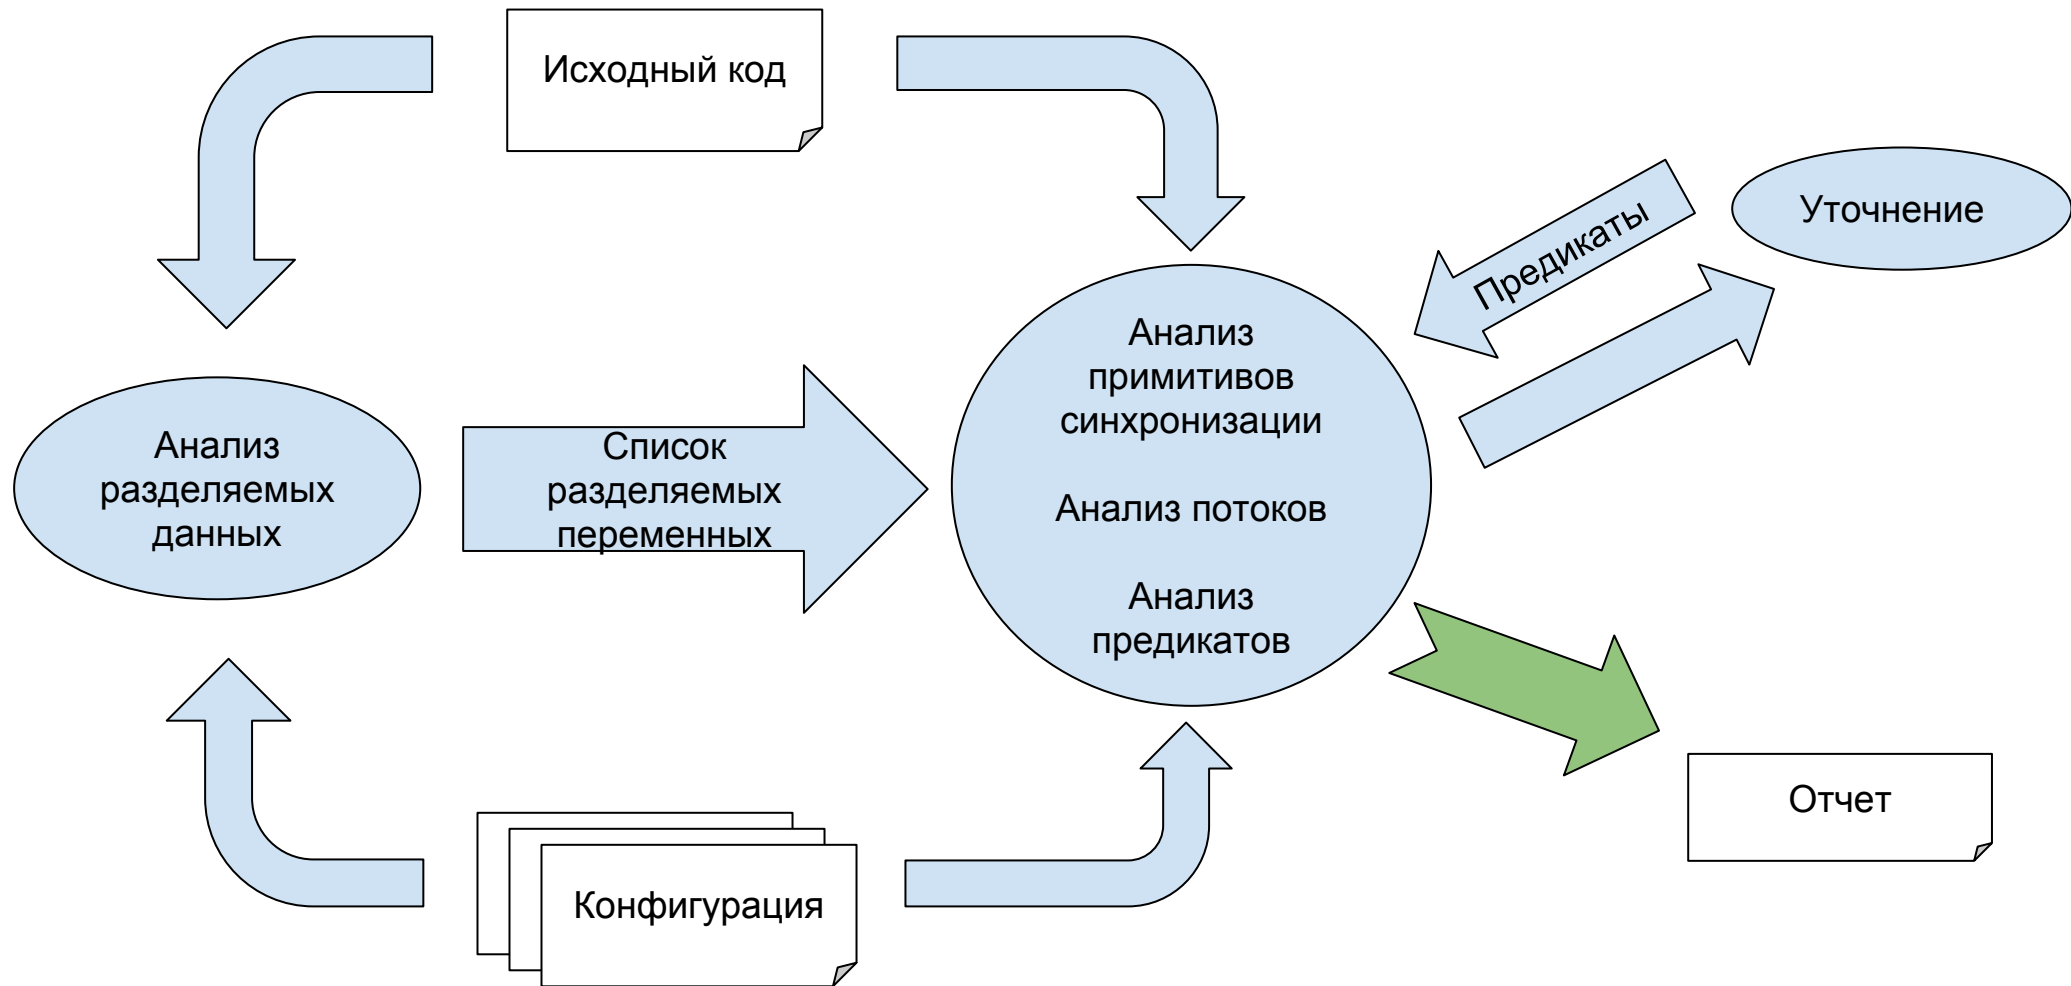 Исходный код
Предикаты
Уточнение
Анализ
разделяемых
данных
Список
разделяемых
переменных
Анализ
примитивов
синхронизации
Анализ потоков
Анализ
предикатов
Конфигурация
Отчет